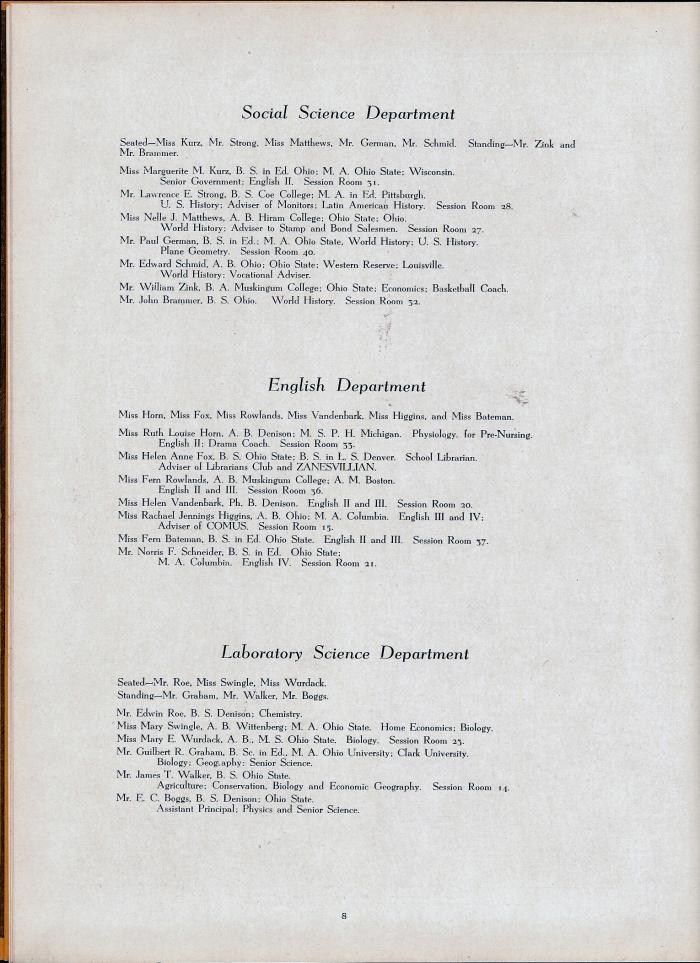 Social Science Department
Seated—Miss Kurz, Mr. Strong, Miss Matthews, Mr. German, Mr. Schmid. Standing—Mr. Zink and
Mr. Brammer.
Miss Marguerite M. Kurz, B. S. in Ed. Ohio; M. A. Ohio State; Wisconsin.
Senior Government; English II. Session Room 31.
Mr. Lawrence E. Strong, B. S. Coe College; M. A. in Ed. Pittsburgh.
U. S. History; Adviser of Monitors; Latin American History. Session Room 28.
Miss Nelle J. Matthews, A. B. Hiram College; Ohio State; Ohio.
World History; Adviser to Stamp and Bond Salesmen. Session Room 27.
Mr. Paul German, B. S. in Ed.; M. A. Ohio State, World History; U. S. History.
Plane Geometry. Session Room 40.
Mr. Edward Schmid, A. B. Ohio; Ohio State; Western Reserve; Louisville.
World History; Vocational Adviser.
Mr. William Zink, B. A. Muskingum College; Ohio State; Economics; Basketball Coach.
Mr. John Brammer, B. S. Ohio. World History. Session Room 32.
English Department
Miss Horn, Miss Fox, Miss Rowlands, Miss Vandenbark, Miss Higgins, and Miss Bateman.
Miss Ruth Louise Horn, A. B. Denison; M. S. P. H. Michigan. Physiology. for Pre-Nursing.
English II; Drama Coach. Session Room 33.
Miss Helen Anne Fox, B. S. Ohio State; B. S. in L. S. Denver. School Librarian.
Adviser of Librarians Club and ZANESVILLIAN.
Miss Fern Rowlands, A. B. Muskingum College; A. M. Boston.
English II and III. Session Room 36.
Miss Helen Vandenbark, Ph. B. Denison. English II and III. Session Room 20.
Miss Rachael Jennings Higgins, A. B. Ohio; M. A. Columbia. English III and IV;
Adviser of COMUS. Session Room 15.
Miss Fern Bateman, B. S. in Ed. Ohio State. English II and III. Session Room 37.
Mr. Norris F. Schneider, B. S. in Ed. Ohio State;
M. A. Columbia. English IV. Session Room 21.
Laboratory Science Department
Seated—Mr. Roe, Miss Swingle, Miss Wurdack.
Standing—Mr. Graham, Mr. Walker, Mr. Boggs.
Mr. Edwin Roe, B. S. Denison; Chemistry.
Miss Mary Swingle, A. B. Wittenberg; M. A. Ohio State. Home Economics; Biology.
Miss Mary E. Wurdack, A. B., M. S. Ohio State. Biology. Session Room 23.
Mr. Guilbert R. Graham, B. Sc. in Ed., M. A. Ohio University; Clark University.
Biology; Geography; Senior Science.
Mr. James T. Walker, B. S. Ohio State.
Agriculture; Conservation, Biology and Economic Geography. Session Room 14.
Mr. E. C. Boggs, B. S. Denison; Ohio State.
Assistant Principal; Physics and Senior Science.
8